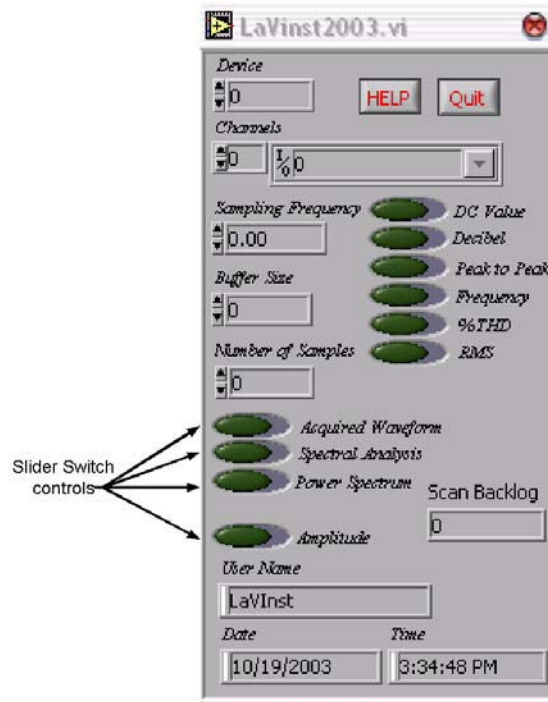 LaVinst2003.vi
Device
0
HELP Quit
Channels
0 I/O 0
Sampling Frequency
0.00
DC Value
Decibel
Peak to Peak
Frequency
%THD
RMS
Buffer Size
0
Number of Samples
0
Slider Switch
controls
Acquired Waveform
Spectral Analysis
Power Spectrum
Amplitude
Scan Backlog
0
User Name
LaVInst
Date Time
10/19/2003 3:34:48 PM